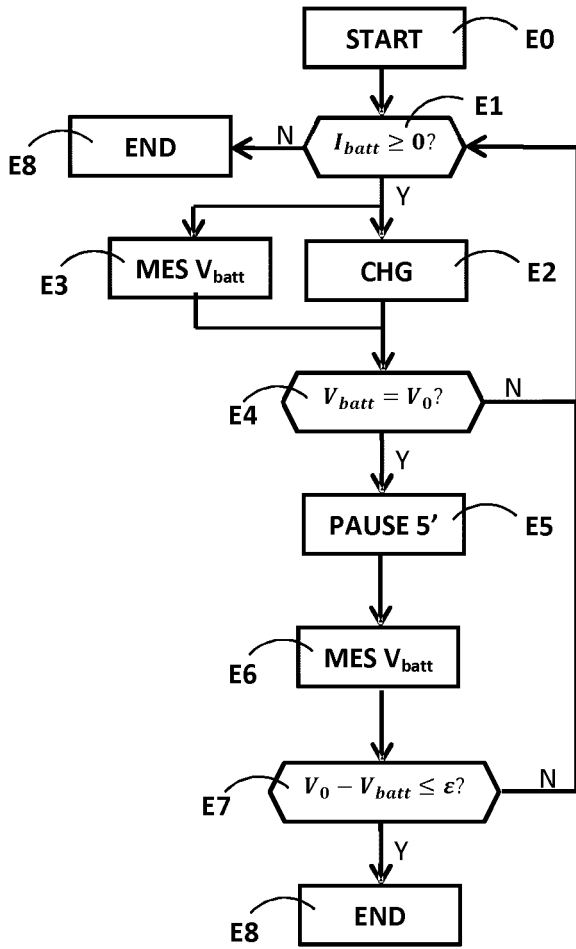 START
E0
E1
I_batt ≥ 0?
N
END
E8
Y
MES V_batt
E3
CHG
E2
V_batt = V_0?
E4
N
Y
PAUSE 5’
E5
MES V_batt
E6
V_0 − V_batt ≤ ε?
E7
N
Y
END
E8